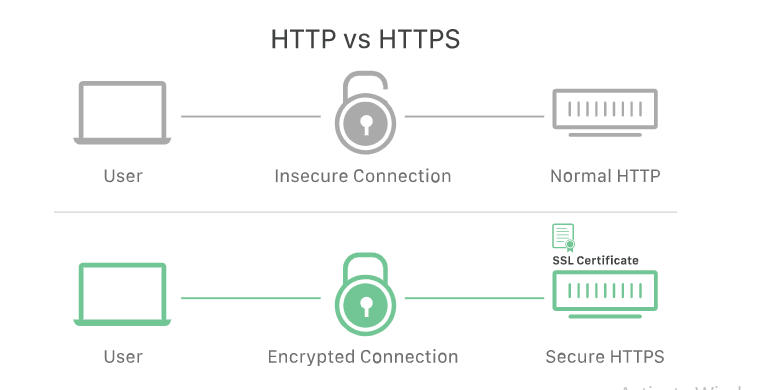 HTTP vs HTTPS
User
Insecure Connection
Normal HTTP
SSL Certificate
User
Encrypted Connection
Secure HTTPS